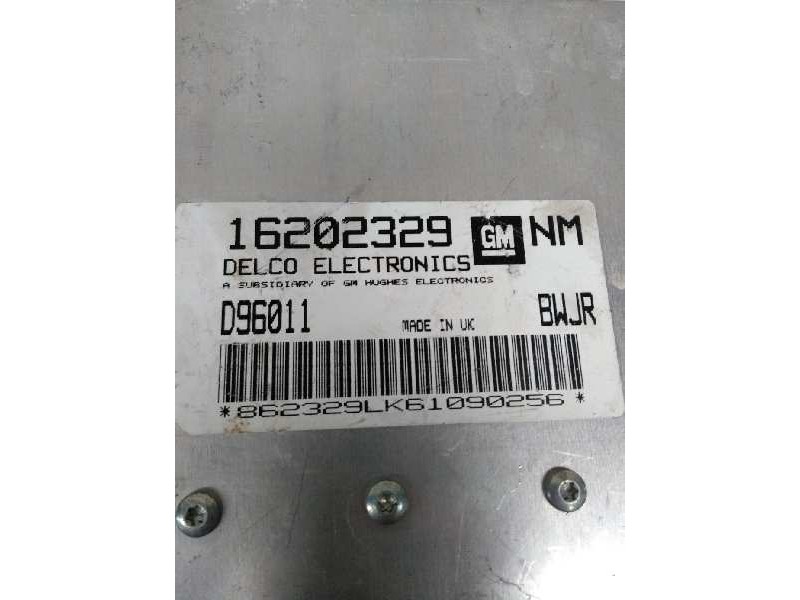 16202329 GM NM
DELCO ELECTRONICS
A SUBSIDIARY OF GM HUGHES ELECTRONICS
D96011 MADE IN UK BWJR
*862329LK61090256*